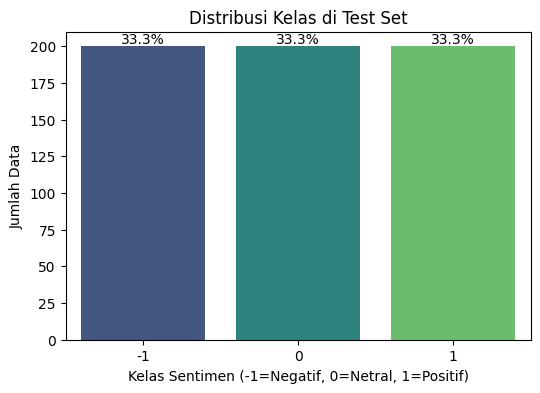 Distribusi Kelas di Test Set
33.3% 33.3% 33.3%
200
175
150
125
100
75
50
25
0
Jumlah Data
-1 0 1
Kelas Sentimen (-1=Negatif, 0=Netral, 1=Positif)